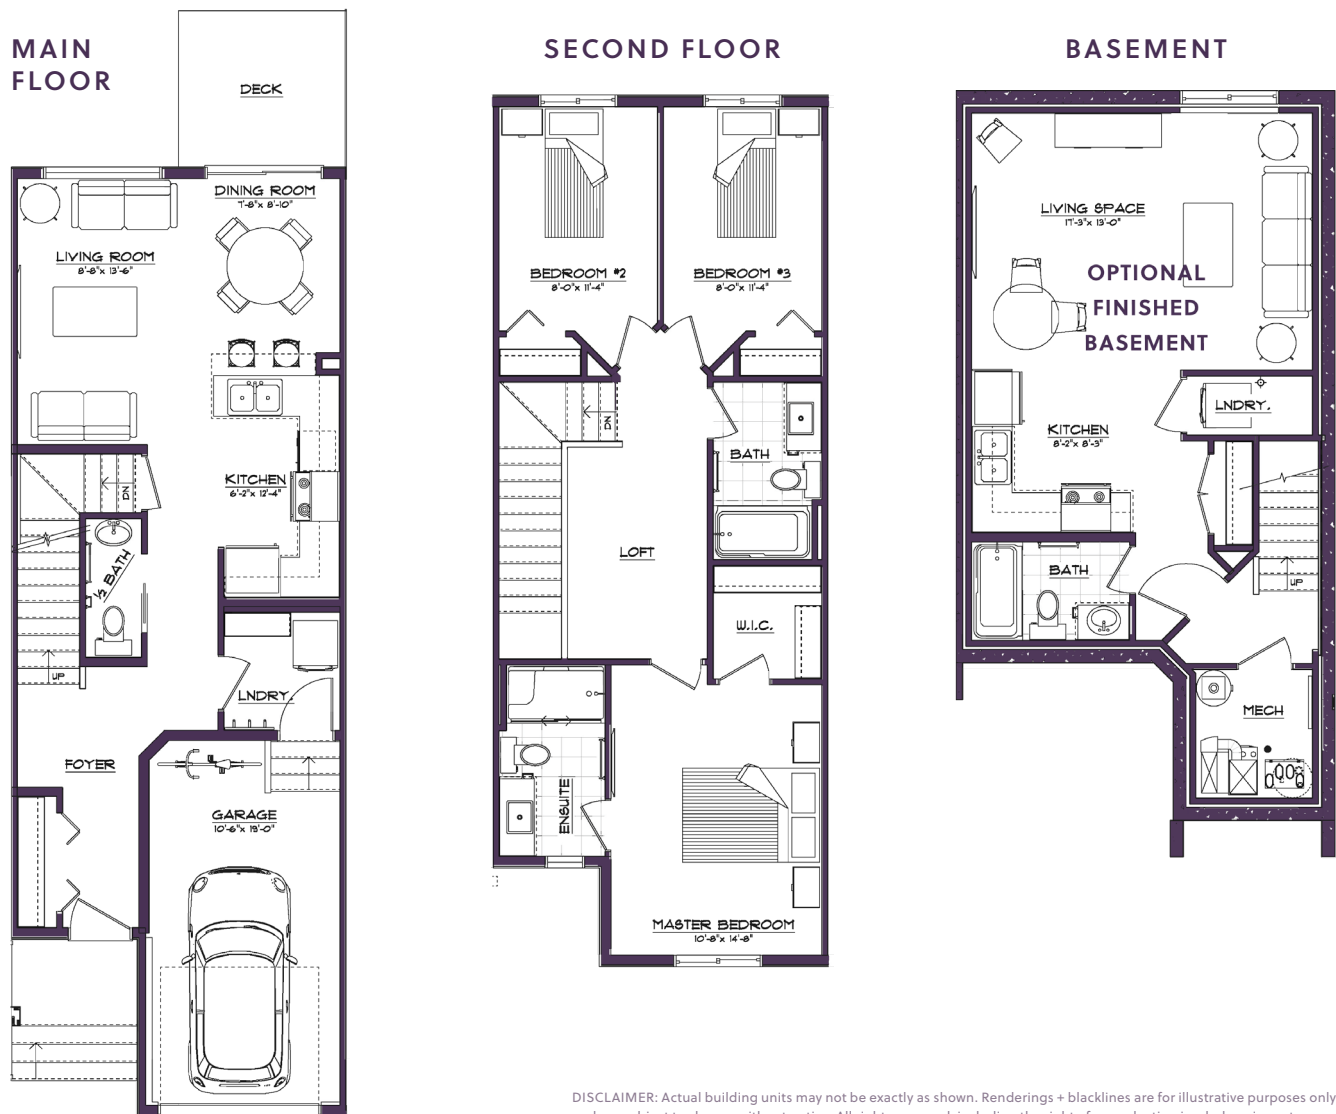 MAIN
FLOOR
DECK
DINING ROOM
7'-8"x 8'-10"
LIVING ROOM
8'-8"x 13'-6"
KITCHEN
6'-2"x 12'-4"
DN
½ BATH
UP
LNDRY.
FOYER
GARAGE
10'-6"x 19'-0"
SECOND FLOOR
BEDROOM #2
8'-0"x 11'-4"
BEDROOM #3
8'-0"x 11'-4"
DN
BATH
LOFT
W.I.C.
ENSUITE
MASTER BEDROOM
10'-8"x 14'-8"
BASEMENT
LIVING SPACE
17'-3"x 13'-0"
OPTIONAL
FINISHED
BASEMENT
LNDRY.
KITCHEN
8'-2"x 8'-3"
BATH
UP
MECH
DISCLAIMER: Actual building units may not be exactly as shown. Renderings + blacklines are for illustrative purposes only